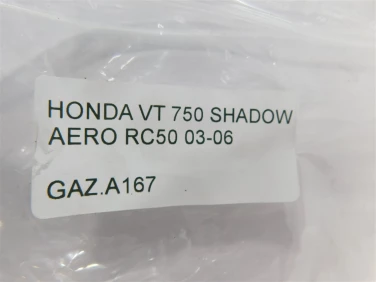 HONDA VT 750 SHADOW
AERO RC50 03-06
GAZ.A167